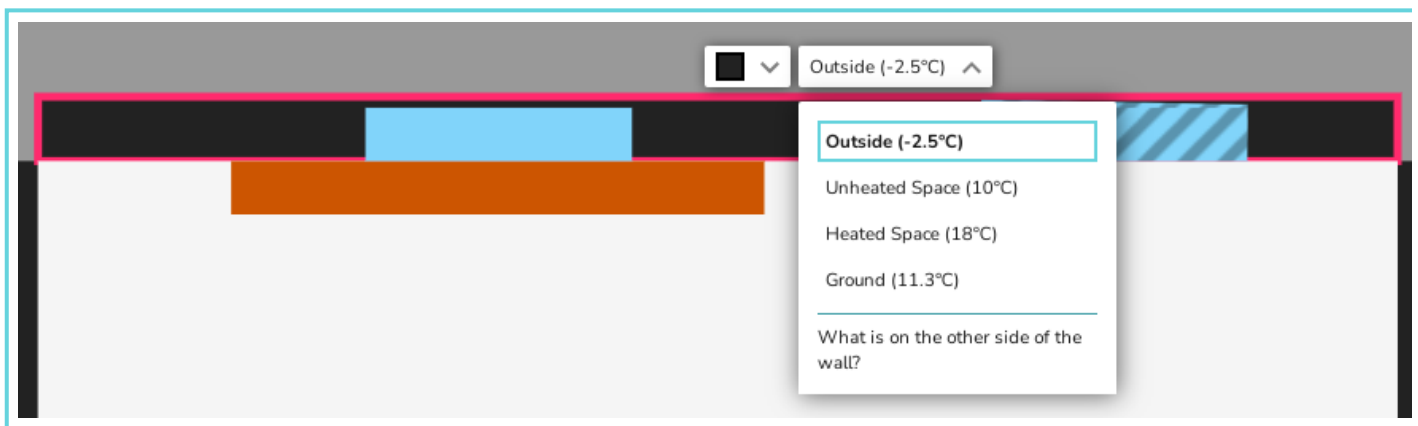 Outside (-2.5°C)
Outside (-2.5°C)
Unheated Space (10°C)
Heated Space (18°C)
Ground (11.3°C)
What is on the other side of the
wall?